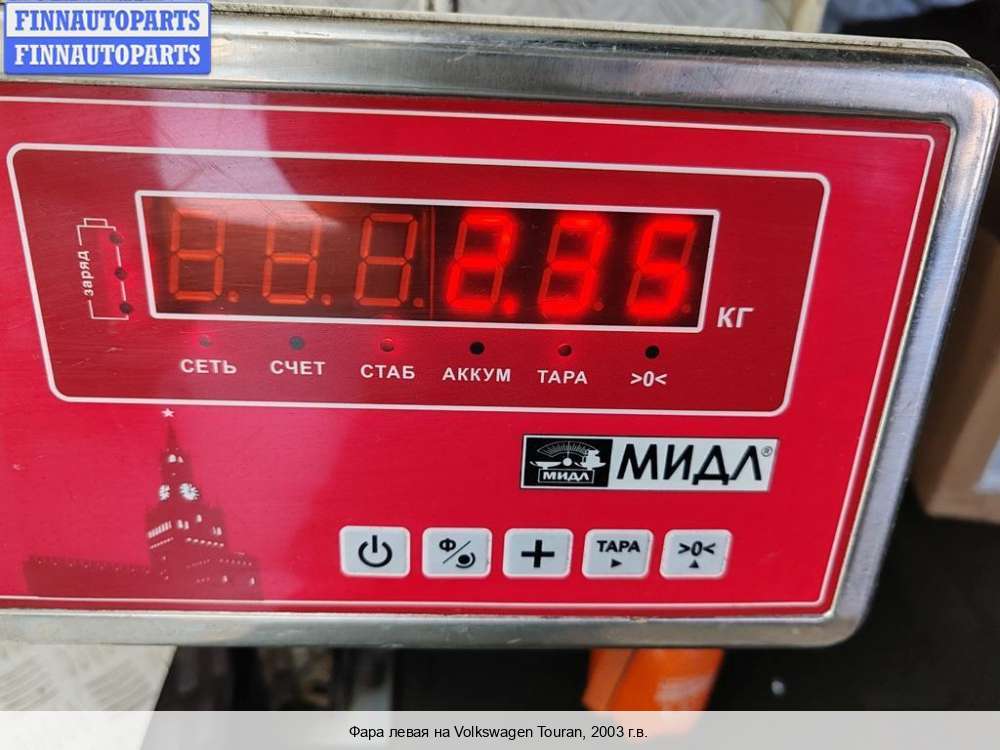 FINNAUTOPARTS
FINNAUTOPARTS
заряд
2.35
КГ
СЕТЬ СЧЕТ СТАБ АККУМ ТАРА >0<
МИДЛ МИДЛ®
Ф ТАРА >0<
Фара левая на Volkswagen Touran, 2003 г.в.